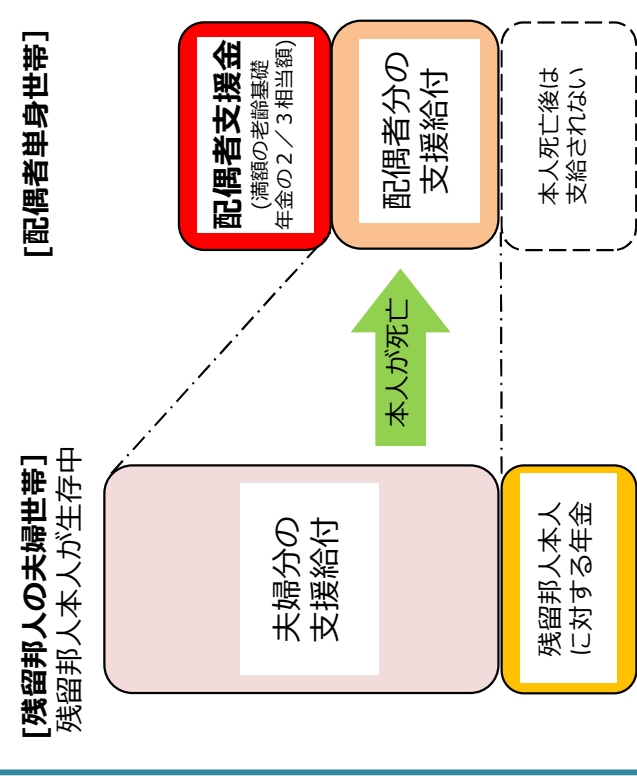 [残留邦人の夫婦世帯]
残留邦人本人が生存中
夫婦分の
支援給付
残留邦人本人
に対する年金
本人が死亡
[配偶者単身世帯]
配偶者支援金
(満額の老齢基礎
年金の2/3相当額)
配偶者分の
支援給付
本人死亡後は
支給されない